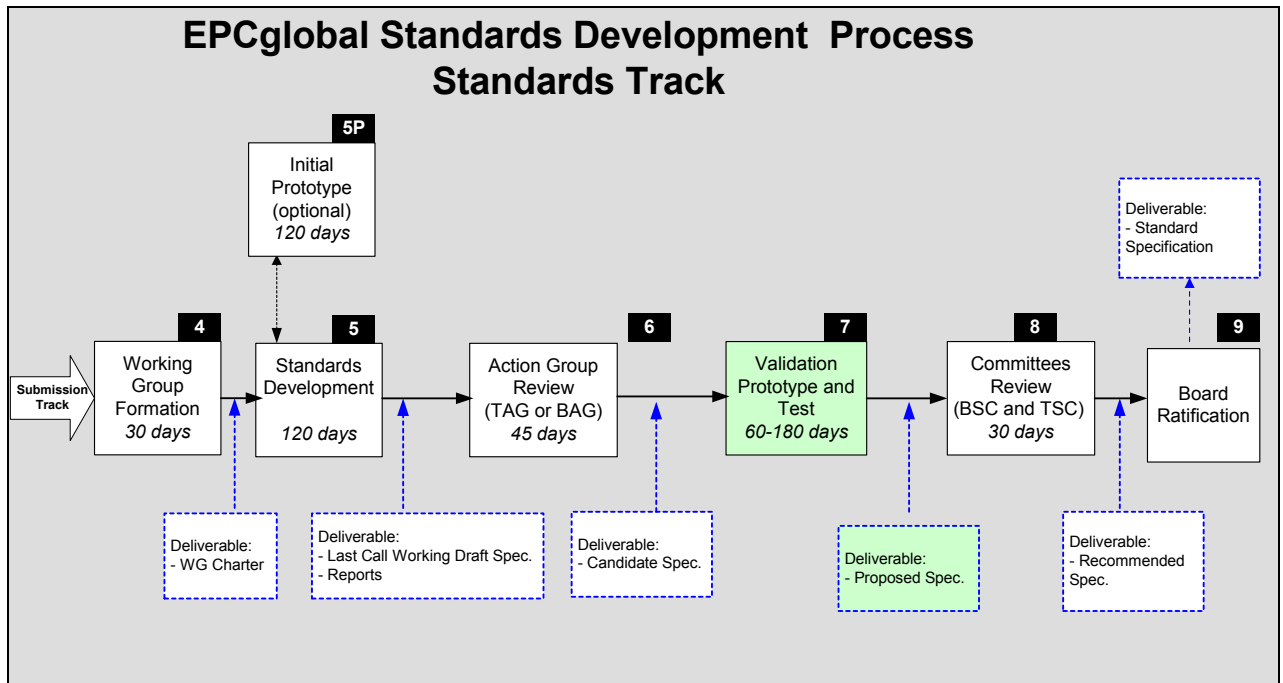 EPCglobal Standards Development Process
Standards Track
5P
Initial
Prototype
(optional)
120 days
Deliverable:
- Standard
Specification
Submission
Track
4
Working
Group
Formation
30 days
5
Standards
Development
120 days
6
Action Group
Review
(TAG or BAG)
45 days
7
Validation
Prototype and
Test
60-180 days
8
Committees
Review
(BSC and TSC)
30 days
9
Board
Ratification
Deliverable:
- WG Charter
Deliverable:
- Last Call Working Draft Spec.
- Reports
Deliverable:
- Candidate Spec.
Deliverable:
- Proposed Spec.
Deliverable:
- Recommended
Spec.